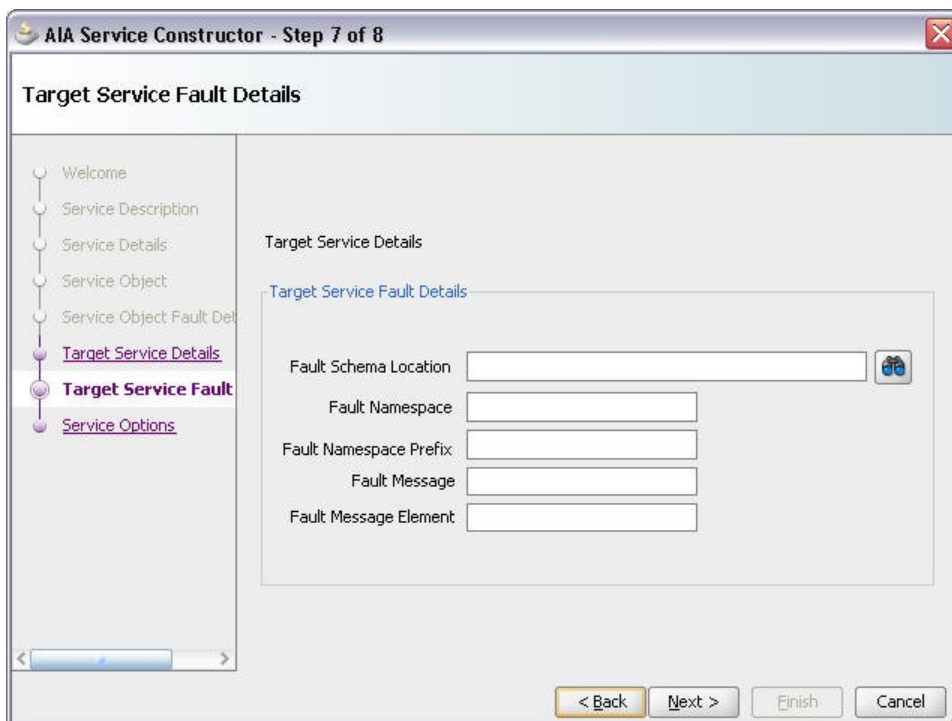 AIA Service Constructor - Step 7 of 8
Target Service Fault Details
Welcome
Service Description
Service Details
Service Object
Service Object Fault Det
Target Service Details
Target Service Fault
Service Options
Target Service Details
Target Service Fault Details
Fault Schema Location
Fault Namespace
Fault Namespace Prefix
Fault Message
Fault Message Element
< Back
Next >
Finish
Cancel